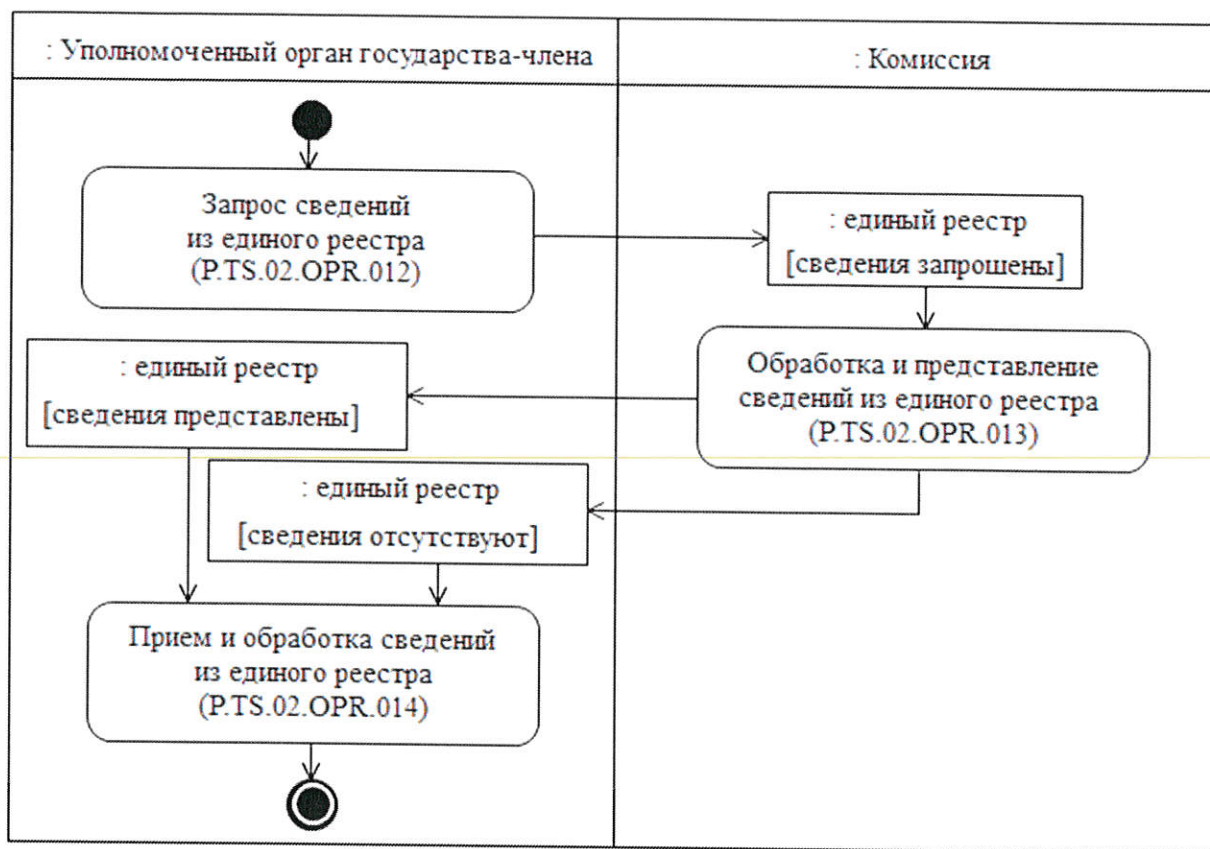 : Уполномоченный орган государства-члена
: Комиссия
Запрос сведений
из единого реестра
(P.TS.02.OPR.012)
: единый реестр
[сведения запрошены]
Обработка и представление
сведений из единого реестра
(P.TS.02.OPR.013)
: единый реестр
[сведения представлены]
: единый реестр
[сведения отсутствуют]
Прием и обработка сведений
из единого реестра
(P.TS.02.OPR.014)